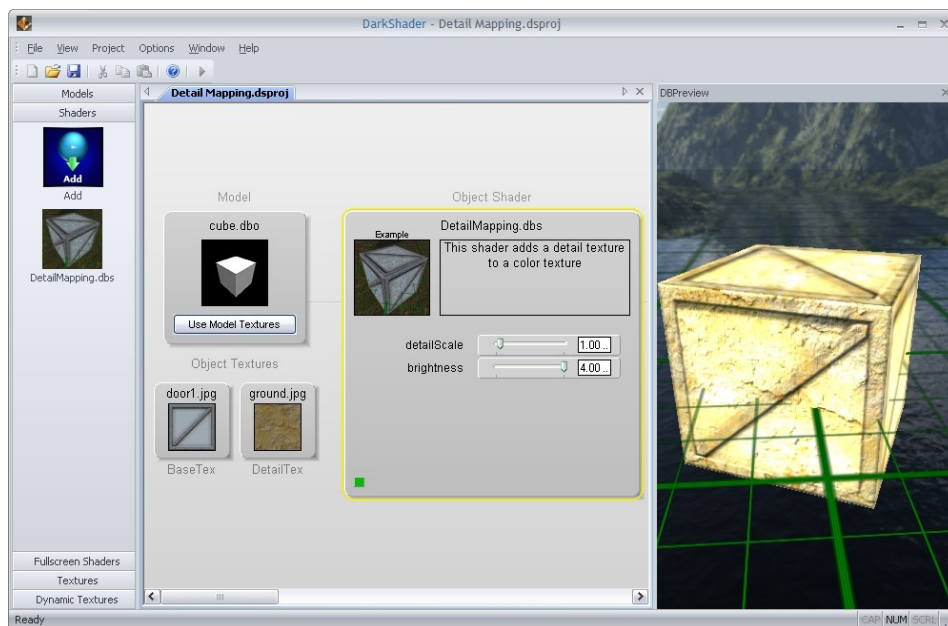 DarkShader - Detail Mapping.dsproj
File View Project Options Window Help
Models
Shaders
Add
Add
DetailMapping.dbs
Fullscreen Shaders
Textures
Dynamic Textures
Detail Mapping.dsproj
Model
cube.dbo
Use Model Textures
Object Textures
door1.jpg
BaseTex
ground.jpg
DetailTex
Object Shader
DetailMapping.dbs
Example
This shader adds a detail texture
to a color texture
detailScale 1.00 ..
brightness 4.00 ..
DBPreview
Ready
CAP NUM SCRL